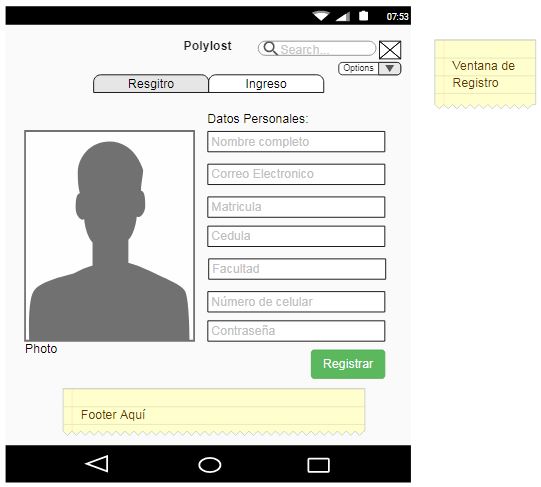 07:53
Polylost
Search...
Options
Resgitro
Ingreso
Datos Personales:
Nombre completo
Correo Electronico
Matricula
Cedula
Facultad
Número de celular
Contraseña
Photo
Registrar
Footer Aquí
Ventana de
Registro